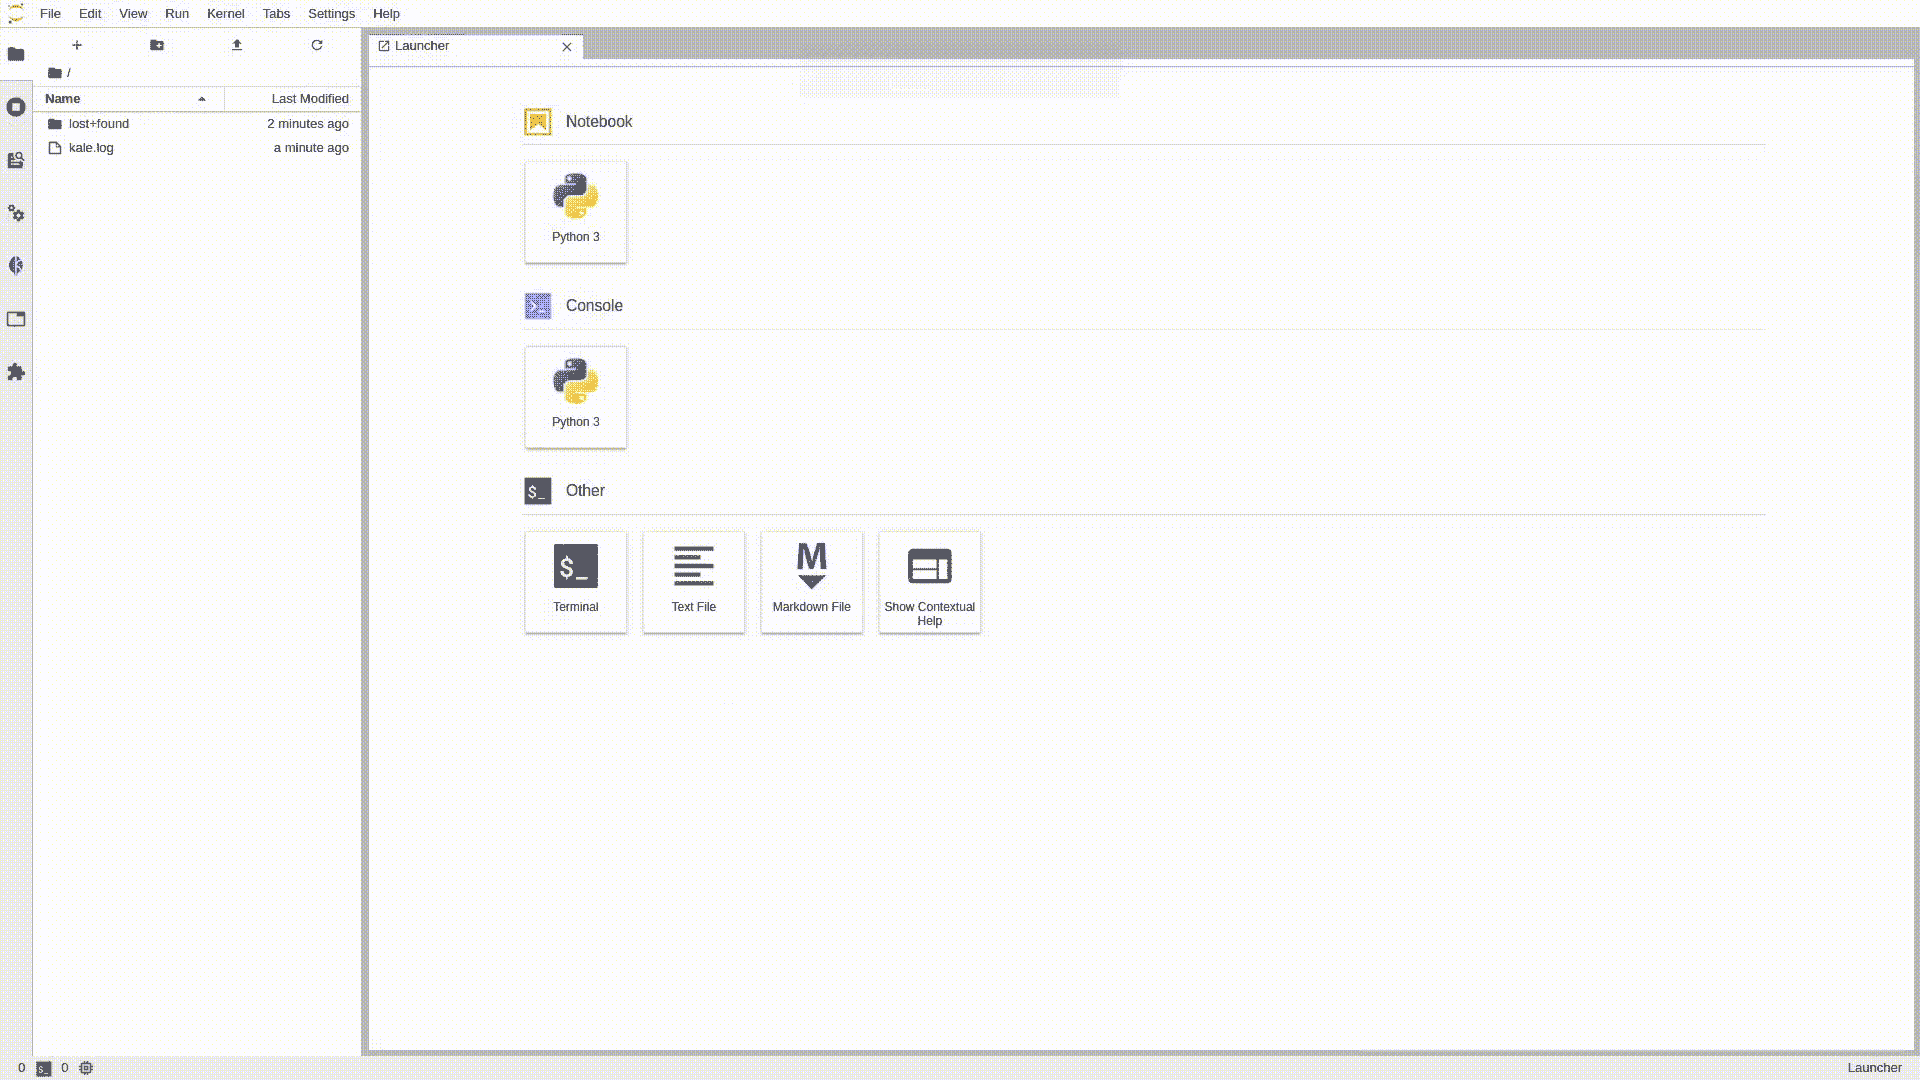 File Edit View Run Kernel Tabs Settings Help
Launcher
/
Name Last Modified
lost+found 2 minutes ago
kale.log a minute ago
Notebook
Python 3
Console
Python 3
$_ Other
$_
M
Terminal Text File Markdown File Show Contextual
Help
0 $_ 0 Launcher